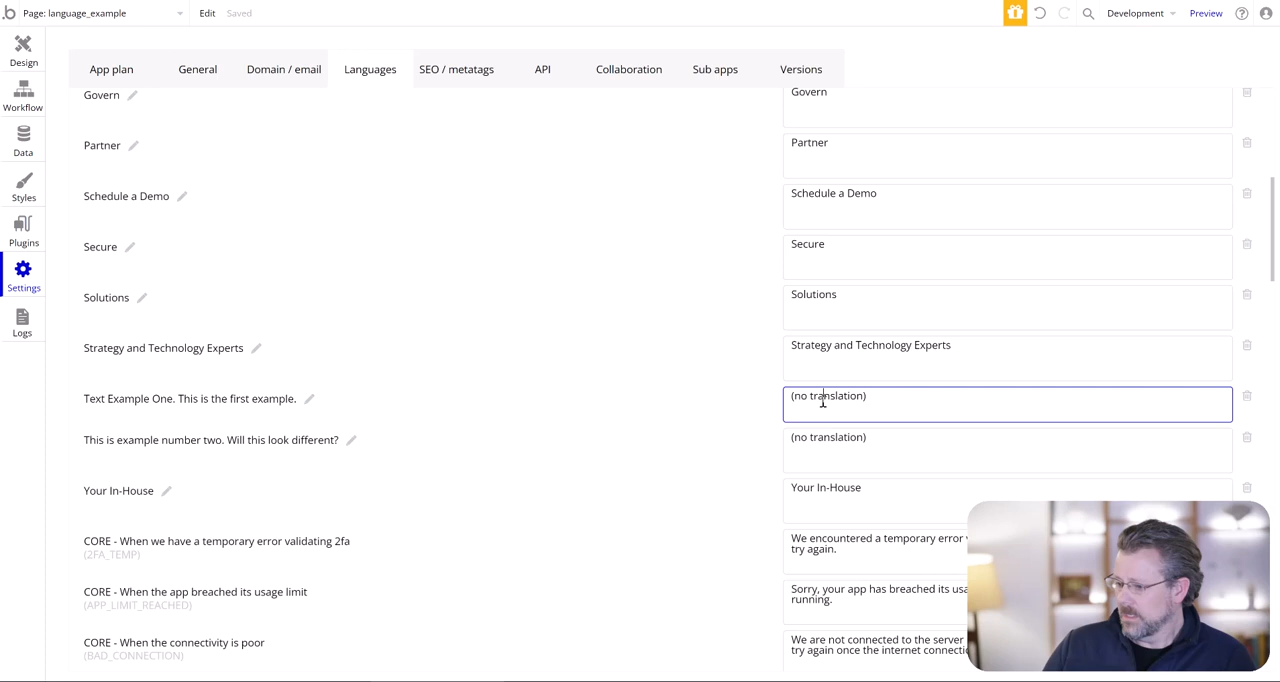 .b Page: language_example Edit Saved Development Preview
App plan General Domain / email Languages SEO / metatags API Collaboration Sub apps Versions
Design
Workflow
Data
Styles
Plugins
Settings
Logs
Govern Govern
Partner Partner
Schedule a Demo Schedule a Demo
Secure Secure
Solutions Solutions
Strategy and Technology Experts Strategy and Technology Experts
Text Example One. This is the first example. (no translation)
This is example number two. Will this look different? (no translation)
Your In-House Your In-House
CORE - When we have a temporary error validating 2fa
(2FA_TEMP)
We encountered a temporary error
try again.
CORE - When the app breached its usage limit
(APP_LIMIT_REACHED)
Sorry, your app has breached its
running.
CORE - When the connectivity is poor
(BAD_CONNECTION)
We are not connected to the server
try again once the internet